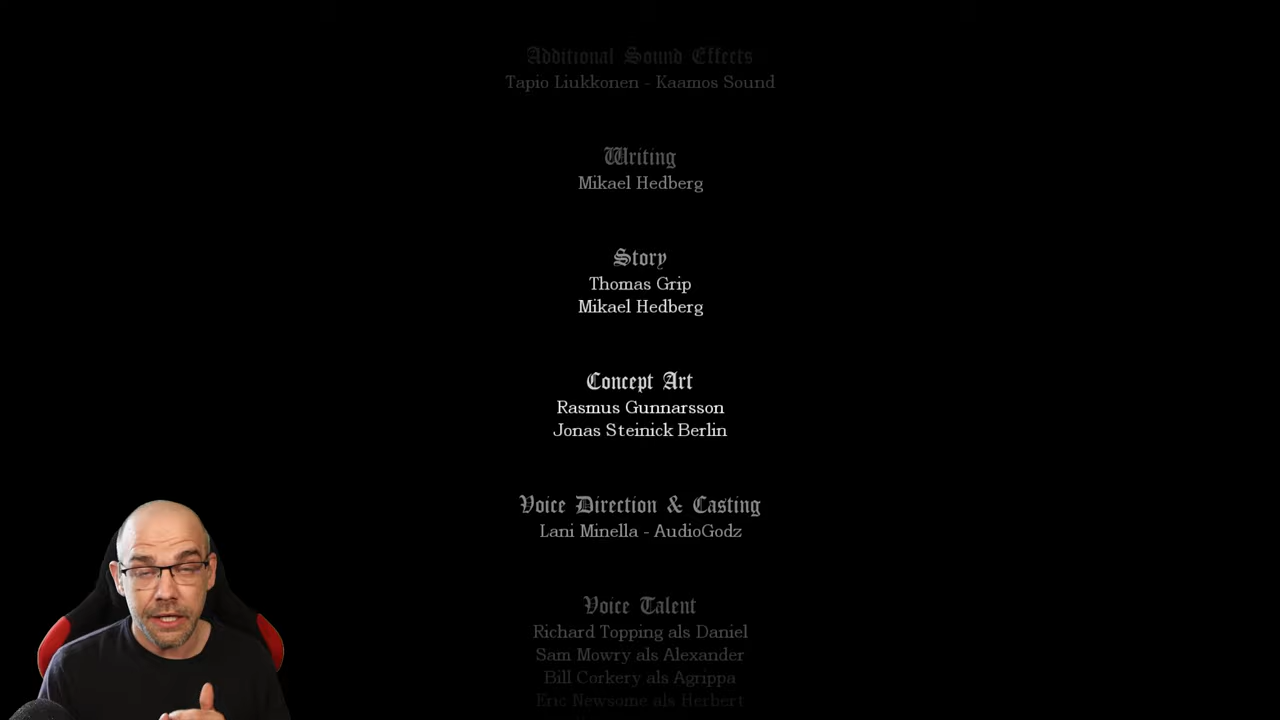 Additional Sound Effects
Tapio Liukkonen - Kaamos Sound
Writing
Mikael Hedberg
Story
Thomas Grip
Mikael Hedberg
Concept Art
Rasmus Gunnarsson
Jonas Steinick Berlin
Voice Direction & Casting
Lani Minella - AudioGodz
Voice Talent
Richard Topping als Daniel
Sam Mowry als Alexander
Bill Corkery als Agrippa
Eric Newsome als Herbert